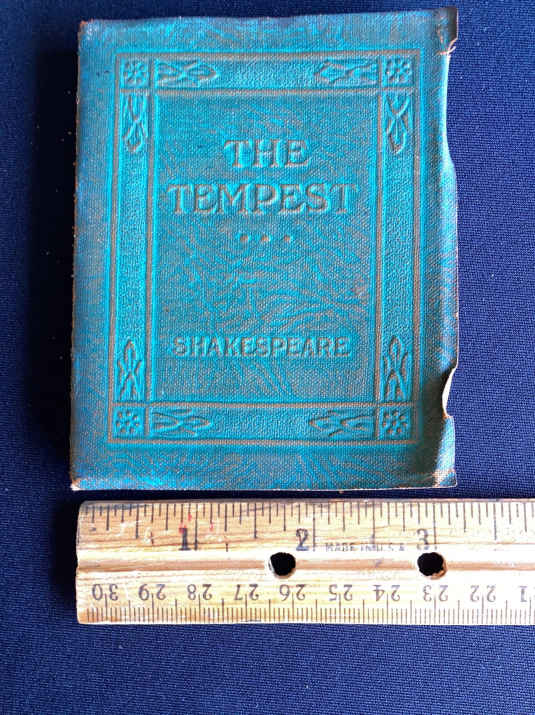 THE
TEMPEST
SHAKESPEARE
1 2 MADE IN U.S.A 3
30 29 28 27 26 25 24 23 22 21